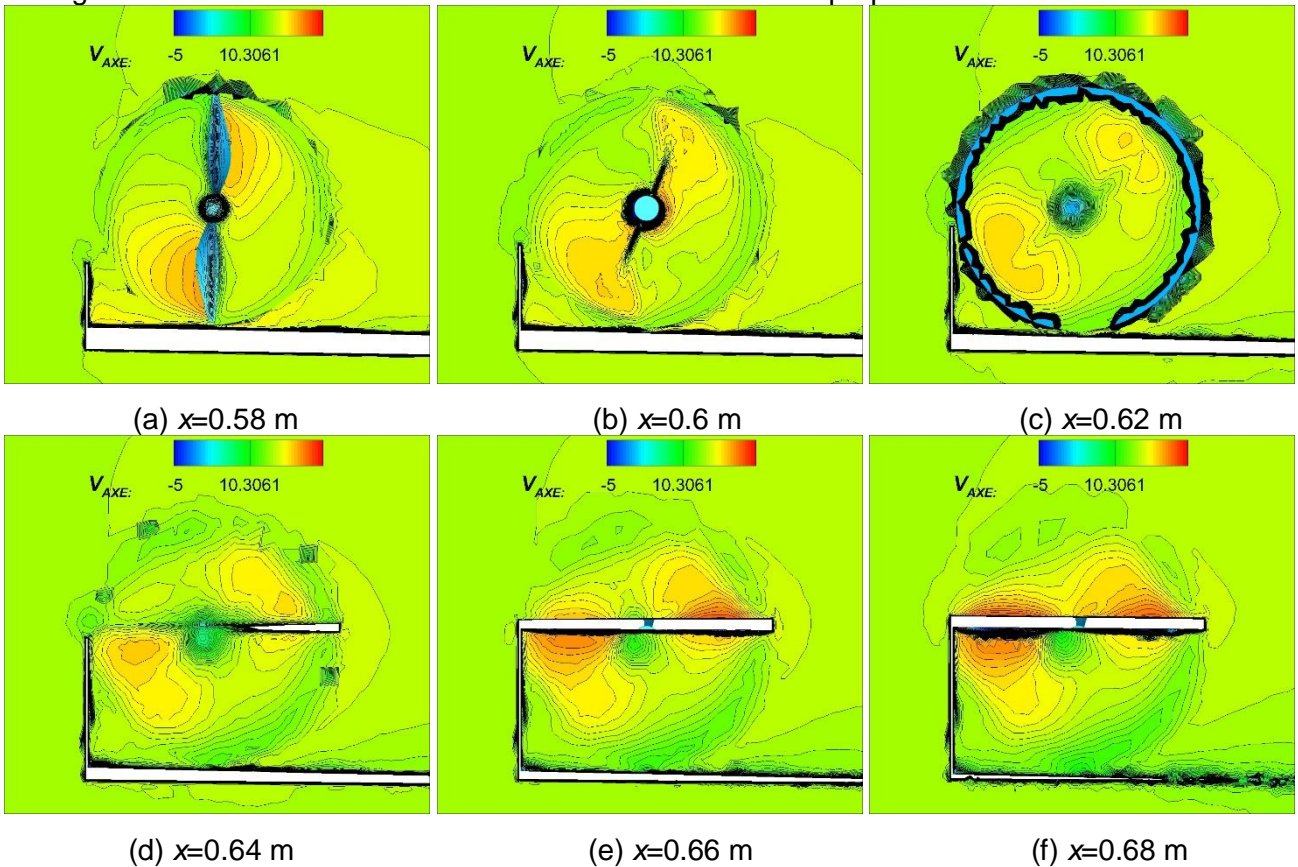 V_AXE: -5 10.3061
V_AXE: -5 10.3061
V_AXE: -5 10.3061
(a) x=0.58 m
(b) x=0.6 m
(c) x=0.62 m
V_AXE: -5 10.3061
V_AXE: -5 10.3061
V_AXE: -5 10.3061
(d) x=0.64 m
(e) x=0.66 m
(f) x=0.68 m